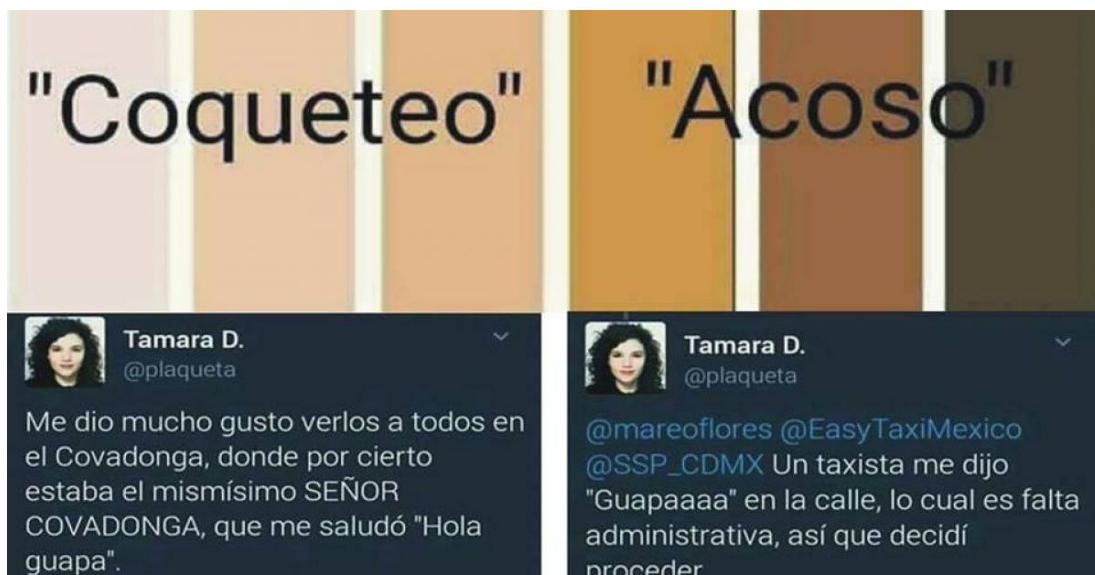 "Coqueteo"
"Acoso"
Tamara D.
@plaqueta
Me dio mucho gusto verlos a todos en
el Covadonga, donde por cierto
estaba el mismísimo SEÑOR
COVADONGA, que me saludó "Hola
guapa".
Tamara D.
@plaqueta
@mareoflores @EasyTaxiMexico
@SSP_CDMX Un taxista me dijo
"Guapaaaa" en la calle, lo cual es falta
administrativa, así que decidí
proceder